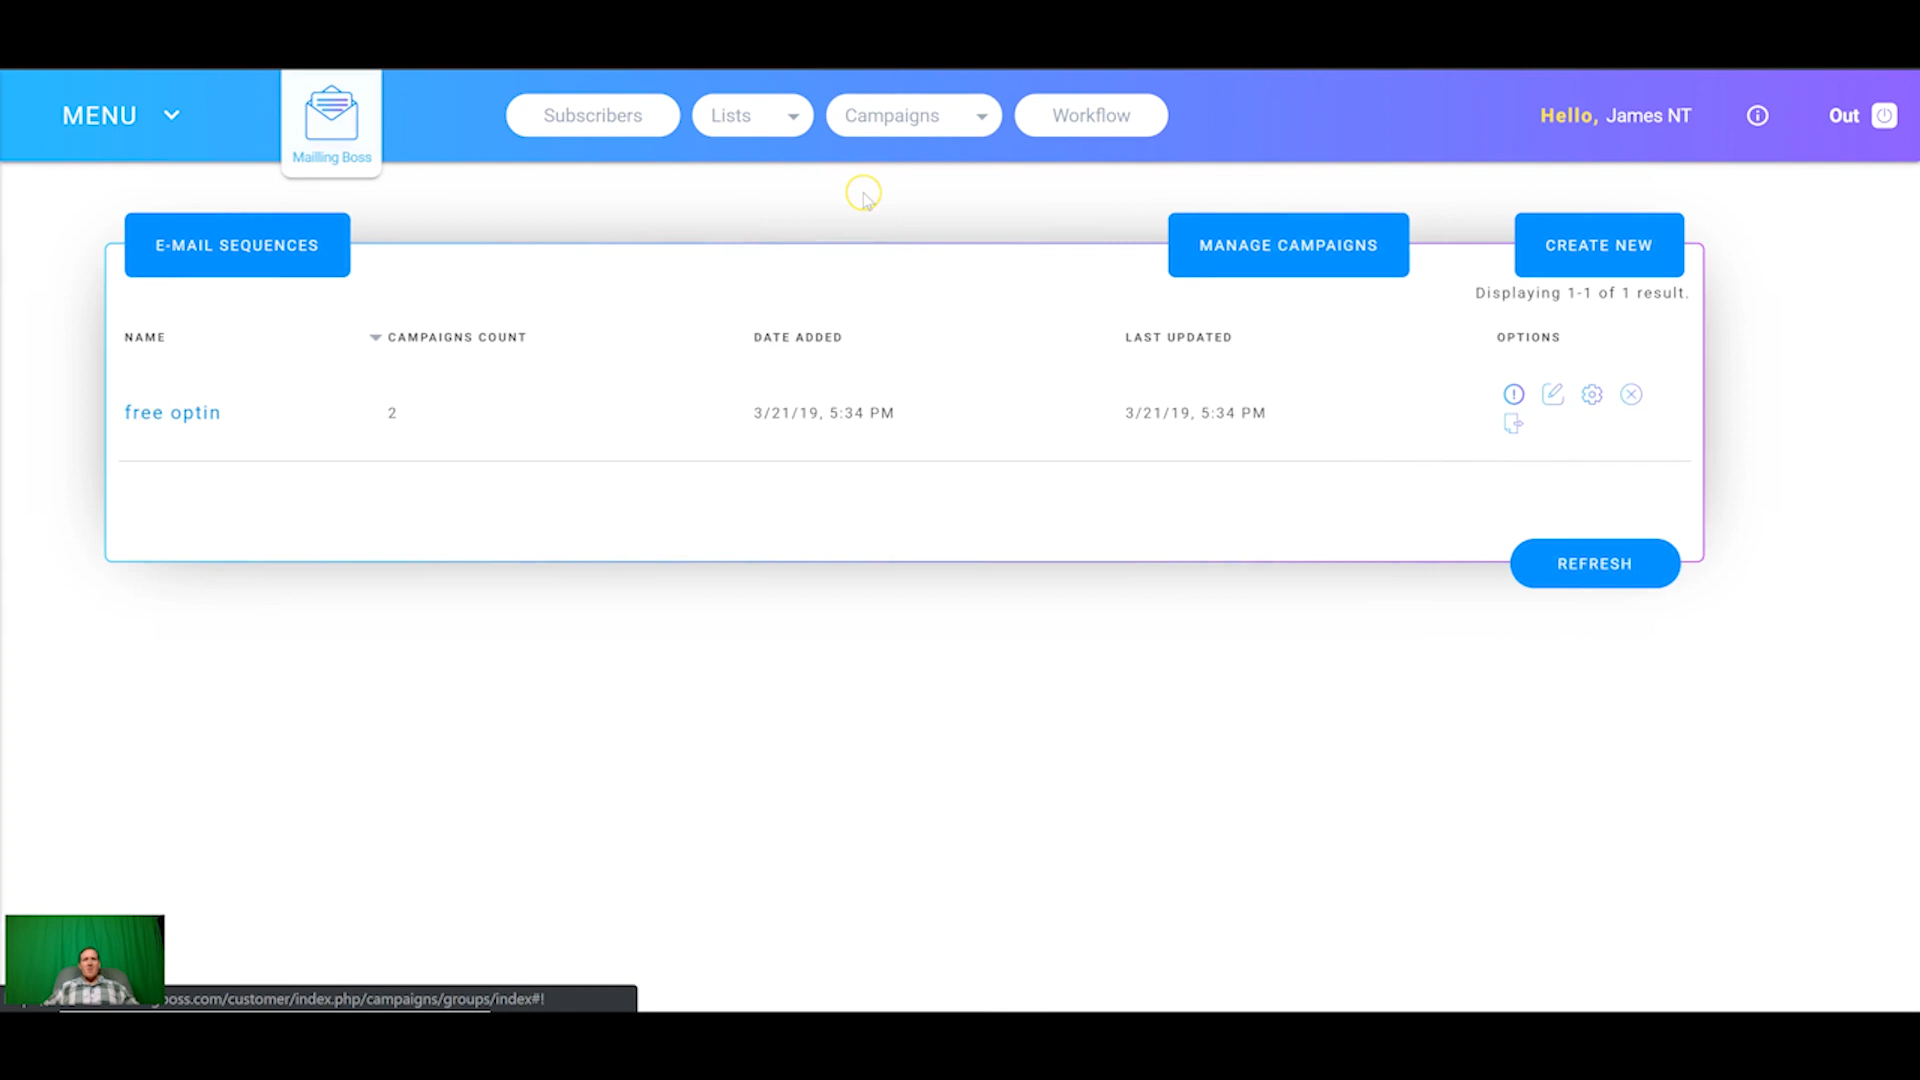 MENU
Mailling Boss
Subscribers
Lists
Campaigns
Workflow
Hello, James NT
Out
E-MAIL SEQUENCES
MANAGE CAMPAIGNS
CREATE NEW
Displaying 1-1 of 1 result.
NAME
CAMPAIGNS COUNT
DATE ADDED
LAST UPDATED
OPTIONS
free optin
2
3/21/19, 5:34 PM
3/21/19, 5:34 PM
REFRESH
boss.com/customer/index.php/campaigns/groups/index#!